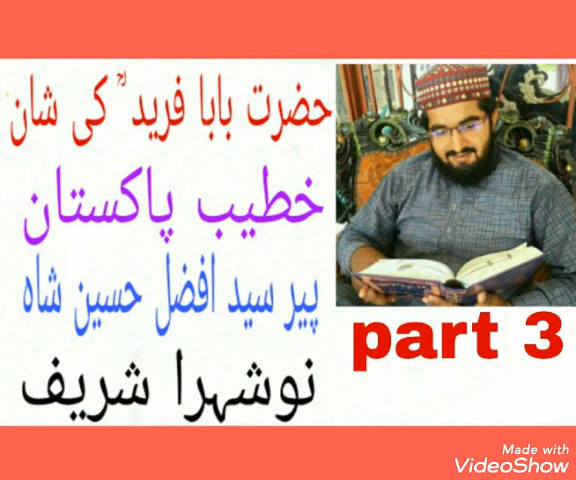 حضرت بابا فرید ؒ کی شان
خطیب پاکستان
پیر سید افضل حسین شاہ
نوشہرا شریف
part 3
Made with
VideoShow